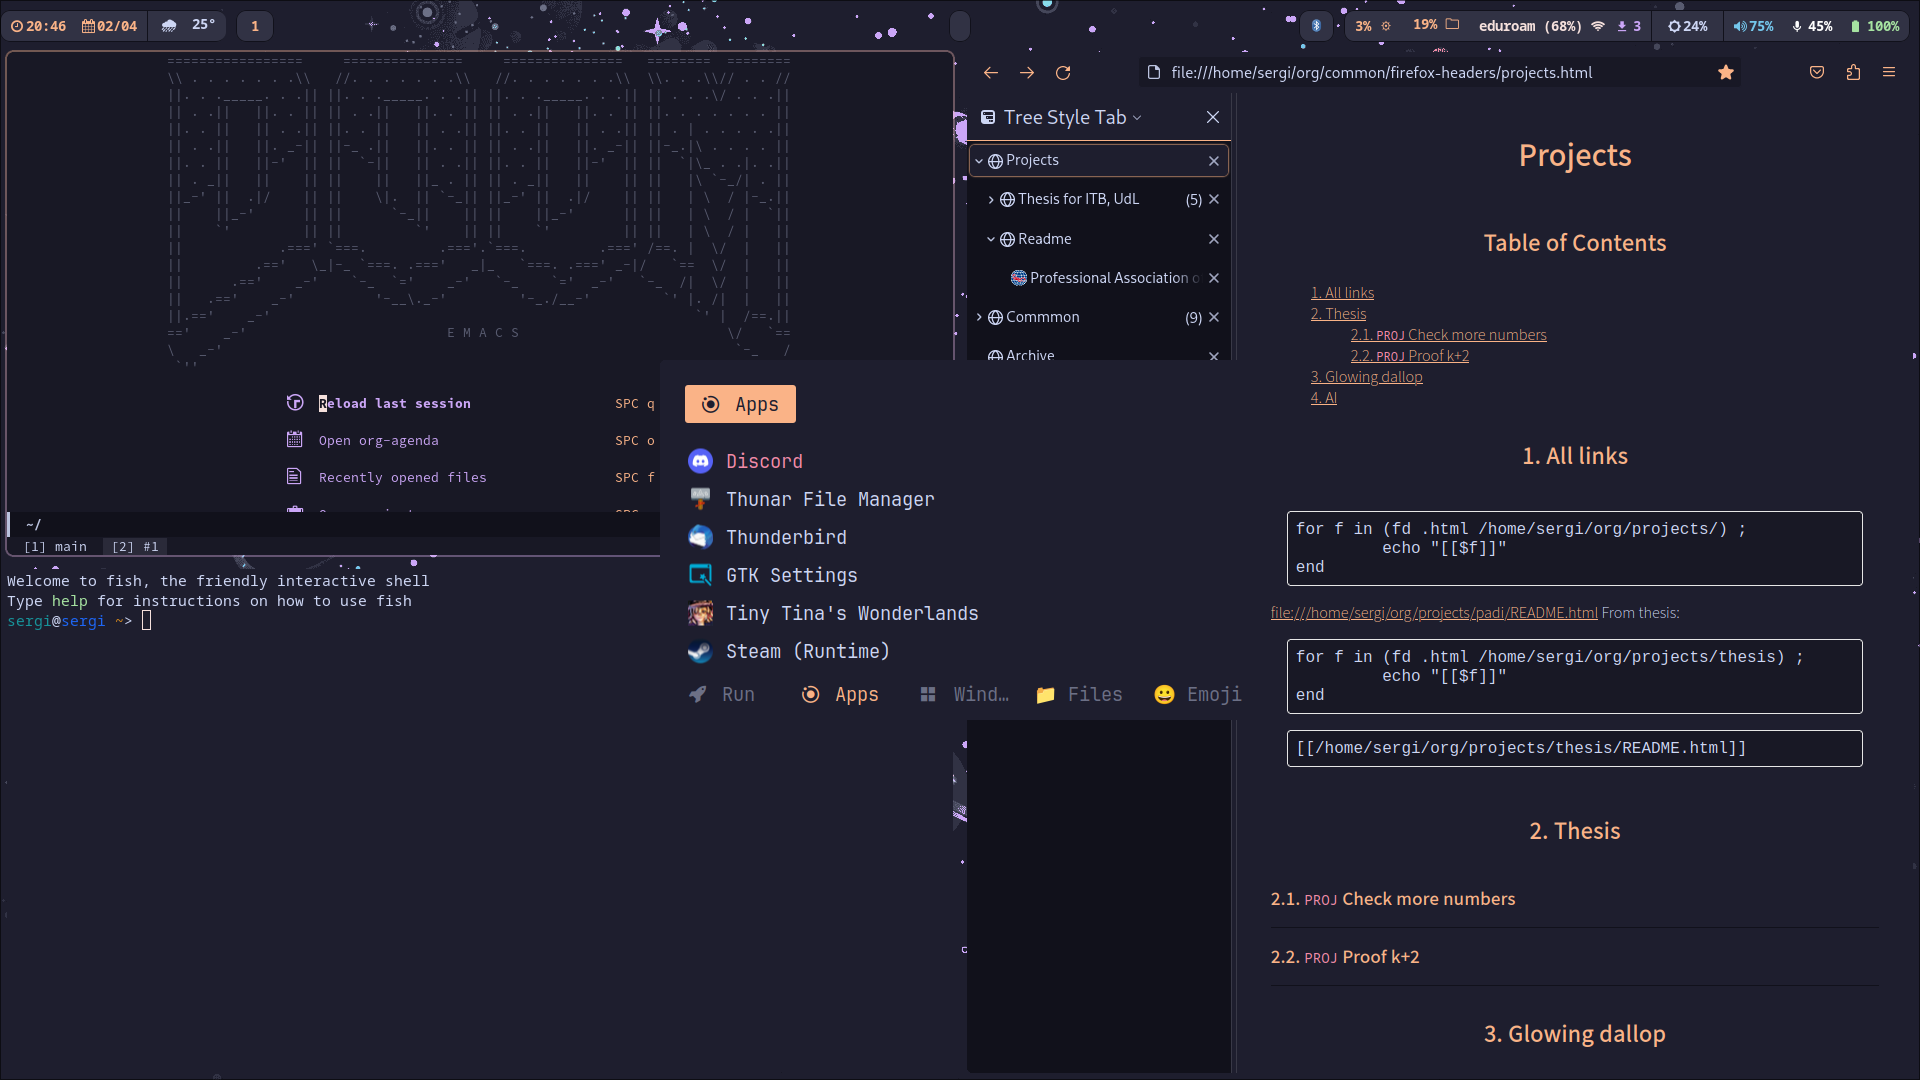 20:46 02/04 25° 1
3% 19% eduroam (68%) 3 24% 75% 45% 100%
E M A C S
Reload last session SPC q
Open org-agenda SPC o
Recently opened files SPC f
~/
[1] main [2] #1
Welcome to fish, the friendly interactive shell
Type help for instructions on how to use fish
sergi@sergi ~>
file:///home/sergi/org/common/firefox-headers/projects.html
Tree Style Tab
Projects
Thesis for ITB, UdL (5)
Readme
Professional Association o
Commmon (9)
Archive
Apps
Discord
Thunar File Manager
Thunderbird
GTK Settings
Tiny Tina's Wonderlands
Steam (Runtime)
Run Apps Wind… Files Emoji
Projects
Table of Contents
1. All links
2. Thesis
2.1. PROJ Check more numbers
2.2. PROJ Proof k+2
3. Glowing dallop
4. AI
1. All links
for f in (fd .html /home/sergi/org/projects/) ;
echo "[[$f]]"
end
file:///home/sergi/org/projects/padi/README.html From thesis:
for f in (fd .html /home/sergi/org/projects/thesis) ;
echo "[[$f]]"
end
[[/home/sergi/org/projects/thesis/README.html]]
2. Thesis
2.1. PROJ Check more numbers
2.2. PROJ Proof k+2
3. Glowing dallop